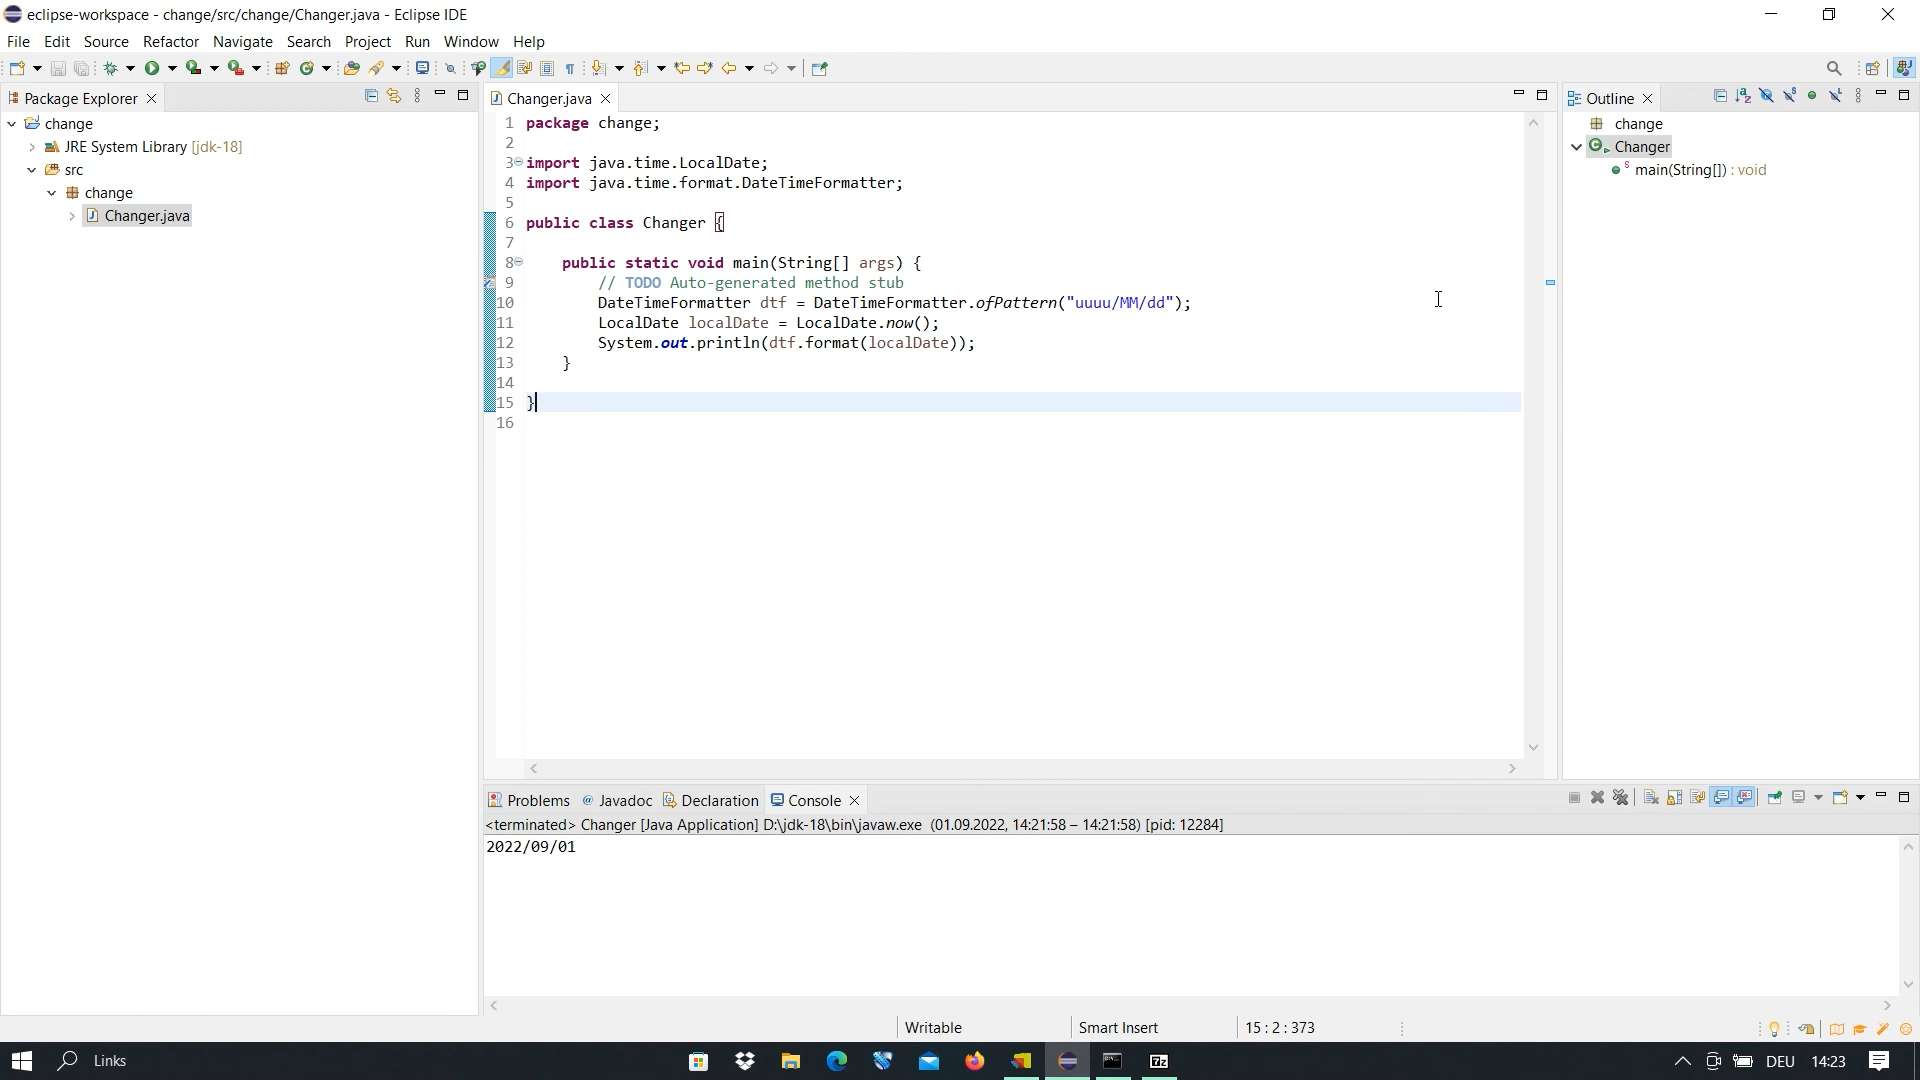 eclipse-workspace - change/src/change/Changer.java - Eclipse IDE
File Edit Source Refactor Navigate Search Project Run Window Help
Package Explorer
change
JRE System Library [jdk-18]
src
change
Changer.java
Changer.java
1 package change;
2
3 import java.time.LocalDate;
4 import java.time.format.DateTimeFormatter;
5
6 public class Changer {
7
8 public static void main(String[] args) {
9 // TODO Auto-generated method stub
10 DateTimeFormatter dtf = DateTimeFormatter.ofPattern("uuuu/MM/dd");
11 LocalDate localDate = LocalDate.now();
12 System.out.println(dtf.format(localDate));
13 }
14
15 }
16
Outline
change
Changer
main(String[]) : void
Problems @ Javadoc Declaration Console
<terminated> Changer [Java Application] D:\jdk-18\bin\javaw.exe (01.09.2022, 14:21:58 – 14:21:58) [pid: 12284]
2022/09/01
Writable Smart Insert 15 : 2 : 373
Links 7z DEU 14:23